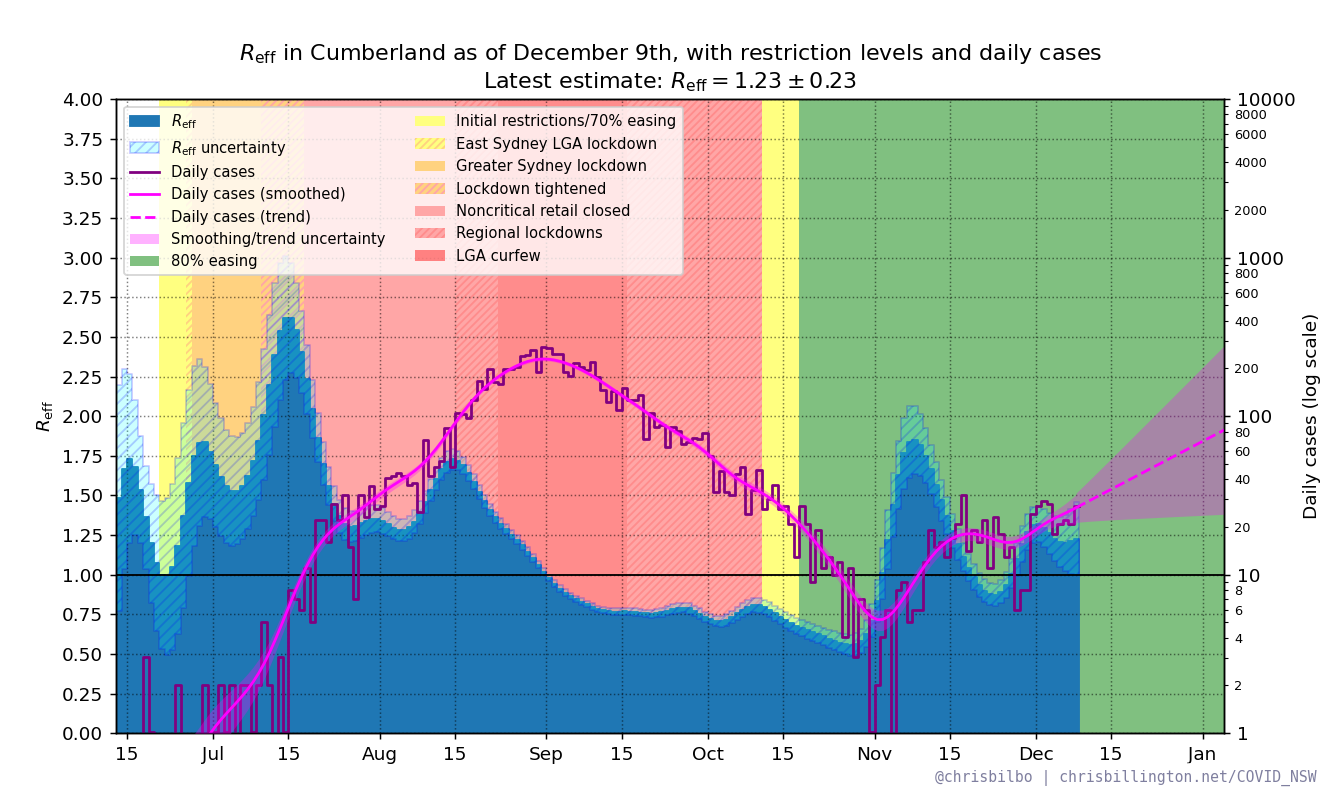 R_eff in Cumberland as of December 9th, with restriction levels and daily cases
Latest estimate: R_eff = 1.23 ± 0.23
R_eff
4.00
3.75
3.50
3.25
3.00
2.75
2.50
2.25
2.00
1.75
1.50
1.25
1.00
0.75
0.50
0.25
0.00
R_eff
R_eff uncertainty
Daily cases
Daily cases (smoothed)
Daily cases (trend)
Smoothing/trend uncertainty
80% easing
Initial restrictions/70% easing
East Sydney LGA lockdown
Greater Sydney lockdown
Lockdown tightened
Noncritical retail closed
Regional lockdowns
LGA curfew
10000
8000
6000
4000
2000
1000
800
600
400
200
100
80
60
40
20
10
8
6
4
2
1
Daily cases (log scale)
15 Jul 15 Aug 15 Sep 15 Oct 15 Nov 15 Dec 15 Jan
@chrisbilbo | chrisbillington.net/COVID_NSW